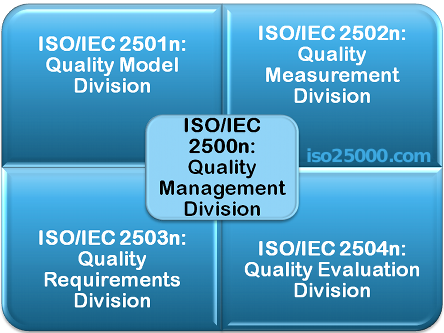 ISO/IEC 2501n:
Quality Model
Division
ISO/IEC 2502n:
Quality
Measurement
Division
ISO/IEC
2500n:
Quality
Management
Division
iso25000.com
ISO/IEC 2503n:
Quality
Requirements
Division
ISO/IEC 2504n:
Quality Evaluation
Division